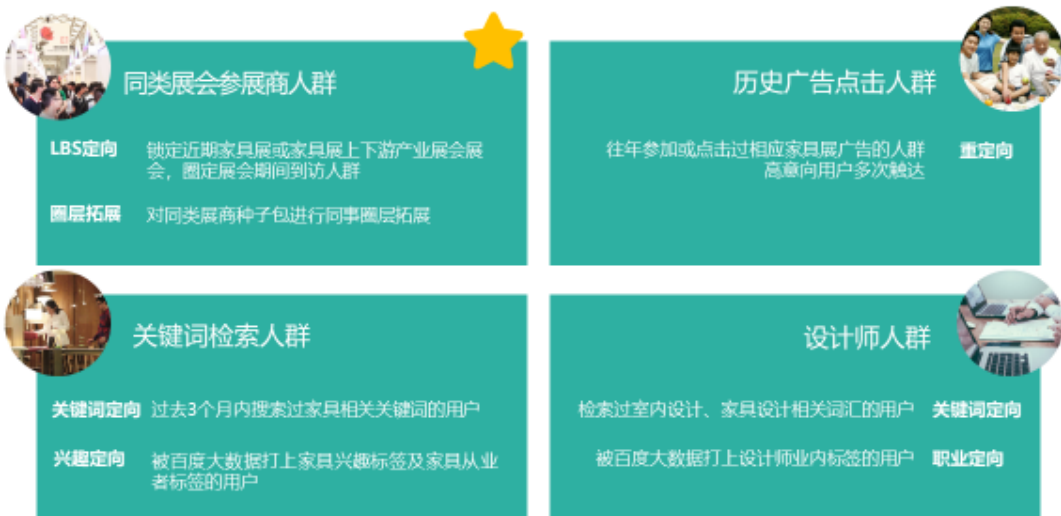 同类展会参展商人群
LBS定向
锁定近期家具展或家具展上下游产业展会展
会，圈定展会期间到访人群
圈层拓展
对同类展商种子包进行同事圈层拓展
历史广告点击人群
往年参加或点击过相应家具展广告的人群
高意向用户多次触达
重定向
关键词检索人群
关键词定向
过去3个月内搜索过家具相关关键词的用户
兴趣定向
被百度大数据打上家具兴趣标签及家具从业
者标签的用户
设计师人群
检索过室内设计、家具设计相关词汇的用户
关键词定向
被百度大数据打上设计师业内标签的用户
职业定向